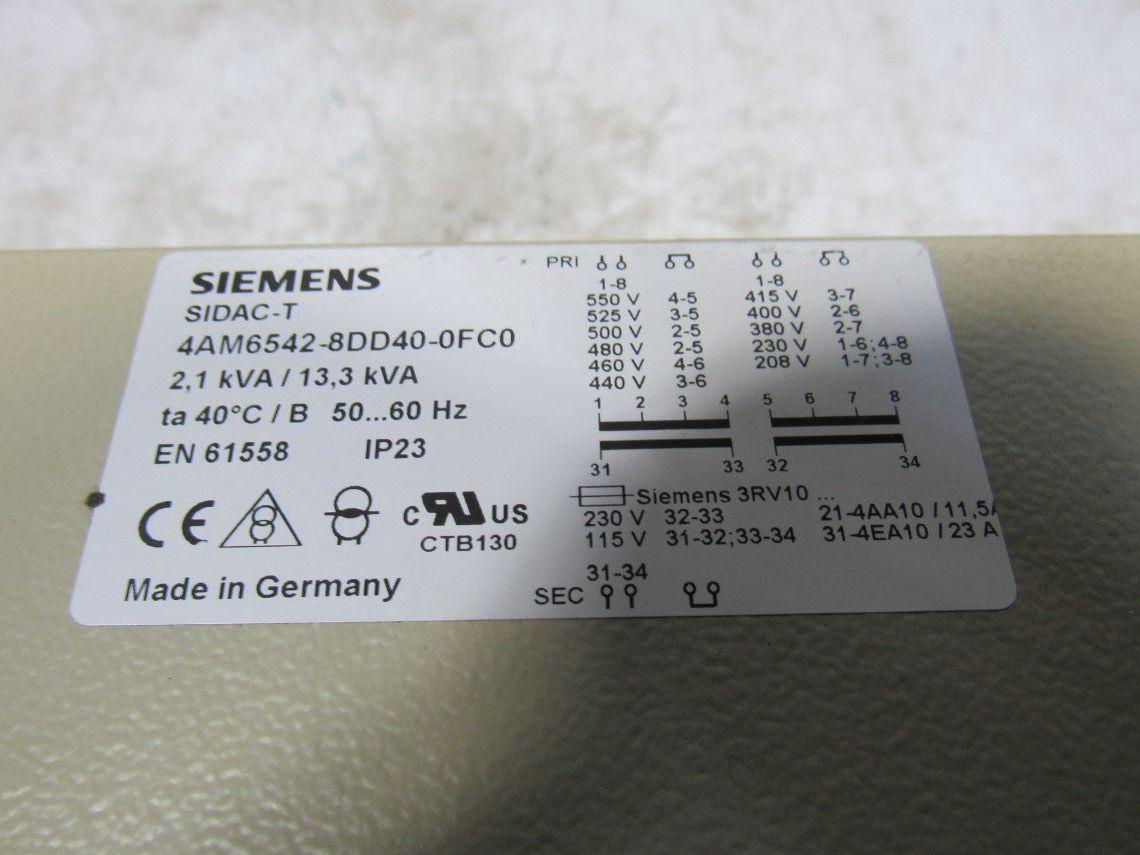 SIEMENS
SIDAC-T
4AM6542-8DD40-0FC0
2,1 kVA / 13,3 kVA
ta 40°C / B 50...60 Hz
EN 61558 IP23
CE c RU US
CTB130
Made in Germany
PRI
1-8 1-8
550 V 4-5 415 V 3-7
525 V 3-5 400 V 2-6
500 V 2-5 380 V 2-7
480 V 2-5 230 V 1-6;4-8
460 V 4-6 208 V 1-7;3-8
440 V 3-6
1 2 3 4 5 6 7 8
31 33 32 34
Siemens 3RV10 ...
230 V 32-33 21-4AA10 / 11,5A
115 V 31-32;33-34 31-4EA10 / 23 A
31-34
SEC